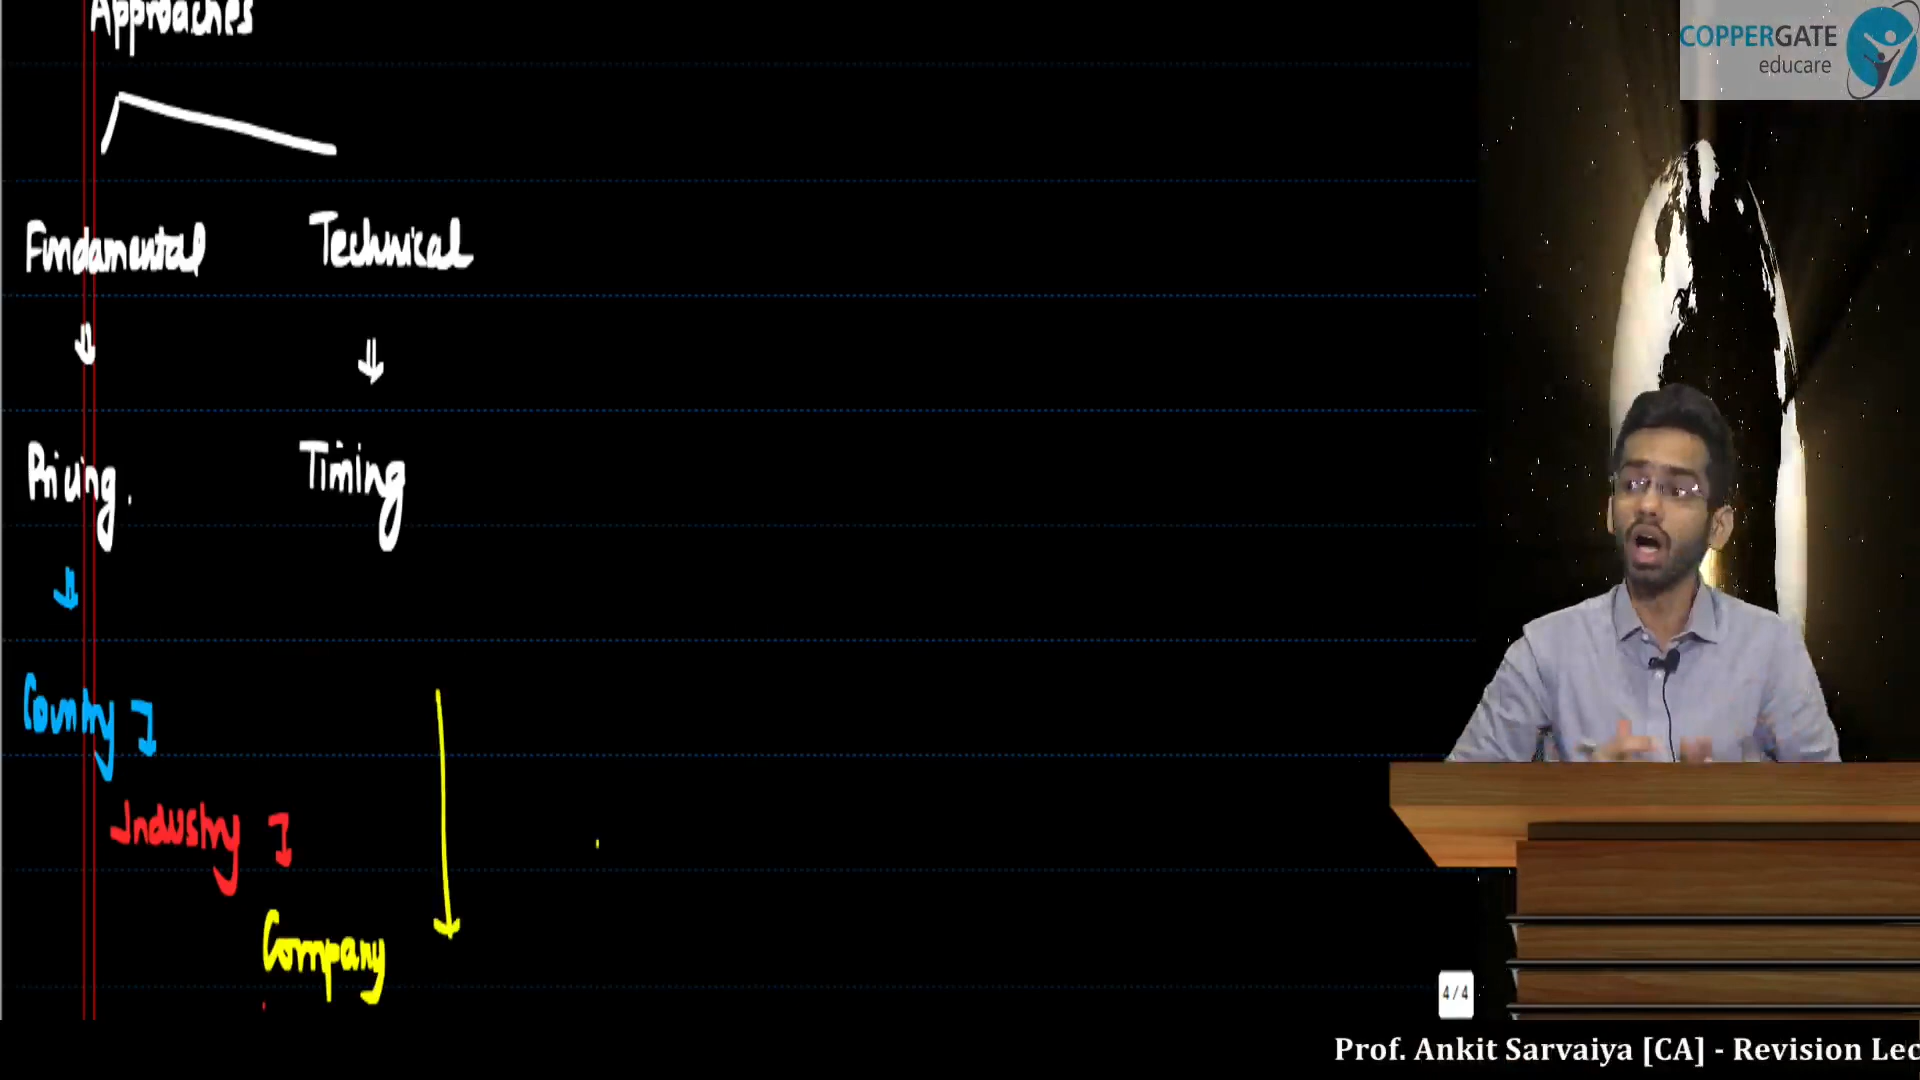 Approaches
COPPERGATE
educare
Fundamental Technical
Pricing. Timing
Country
Industry
Company
4/4
Prof. Ankit Sarvaiya [CA] - Revision Lec